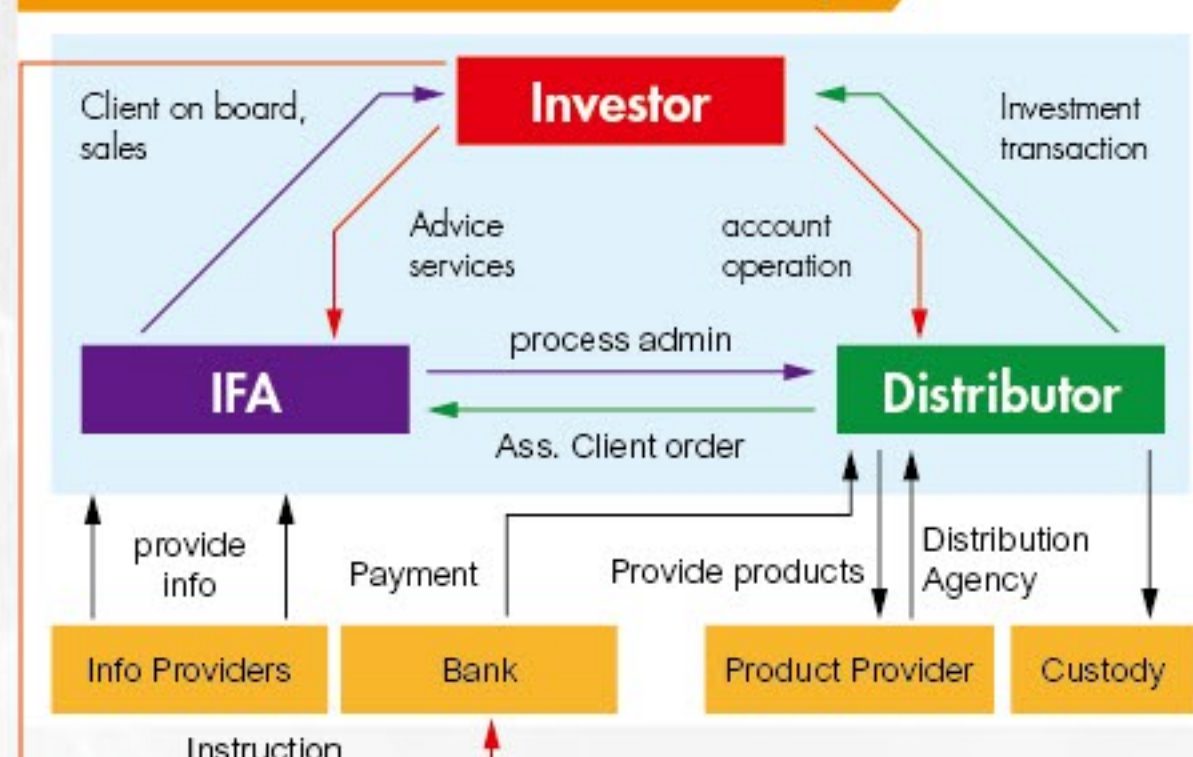 Investor
Client on board,
sales
Investment
transaction
Advice
services
account
operation
process admin
IFA
Distributor
Ass. Client order
provide
info
Payment
Provide products
Distribution
Agency
Info Providers
Bank
Product Provider
Custody
Instruction